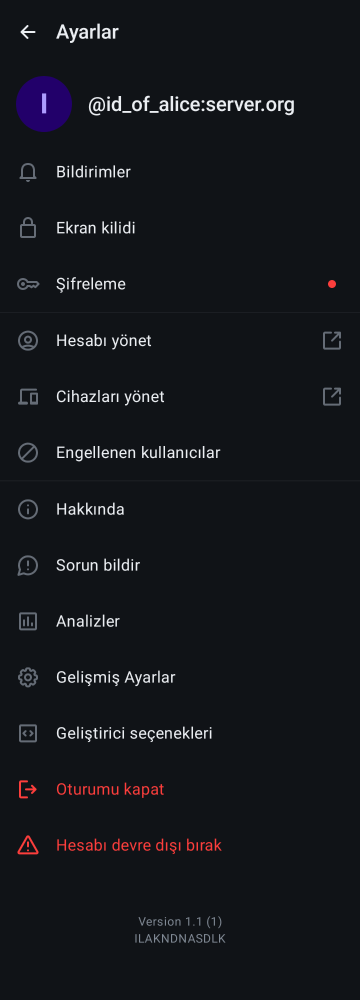 Ayarlar
I
@id_of_alice:server.org
Bildirimler
Ekran kilidi
Şifreleme
Hesabı yönet
Cihazları yönet
Engellenen kullanıcılar
Hakkında
Sorun bildir
Analizler
Gelişmiş Ayarlar
Geliştirici seçenekleri
Oturumu kapat
Hesabı devre dışı bırak
Version 1.1 (1)
ILAKNDNASDLK